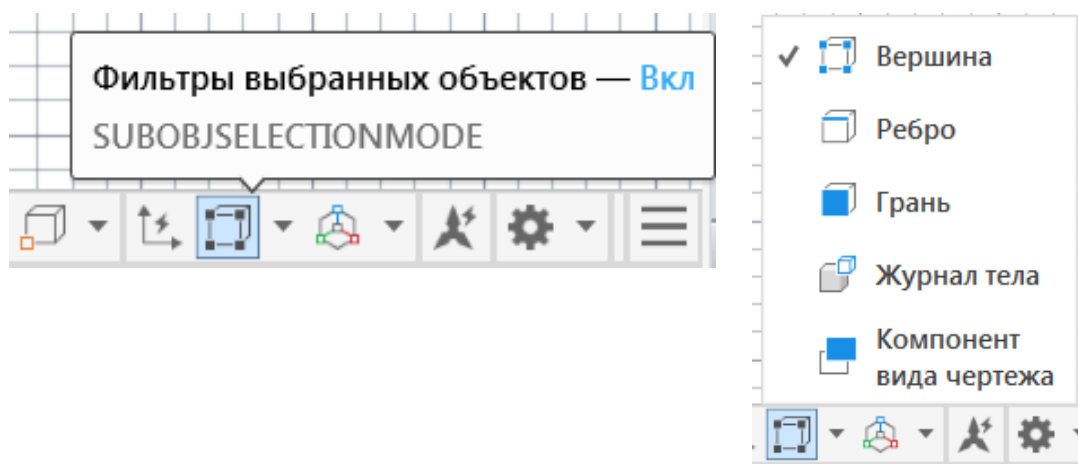 Фильтры выбранных объектов — Вкл
SUBOBJSELECTIONMODE
Вершина
Ребро
Грань
Журнал тела
Компонент
вида чертежа